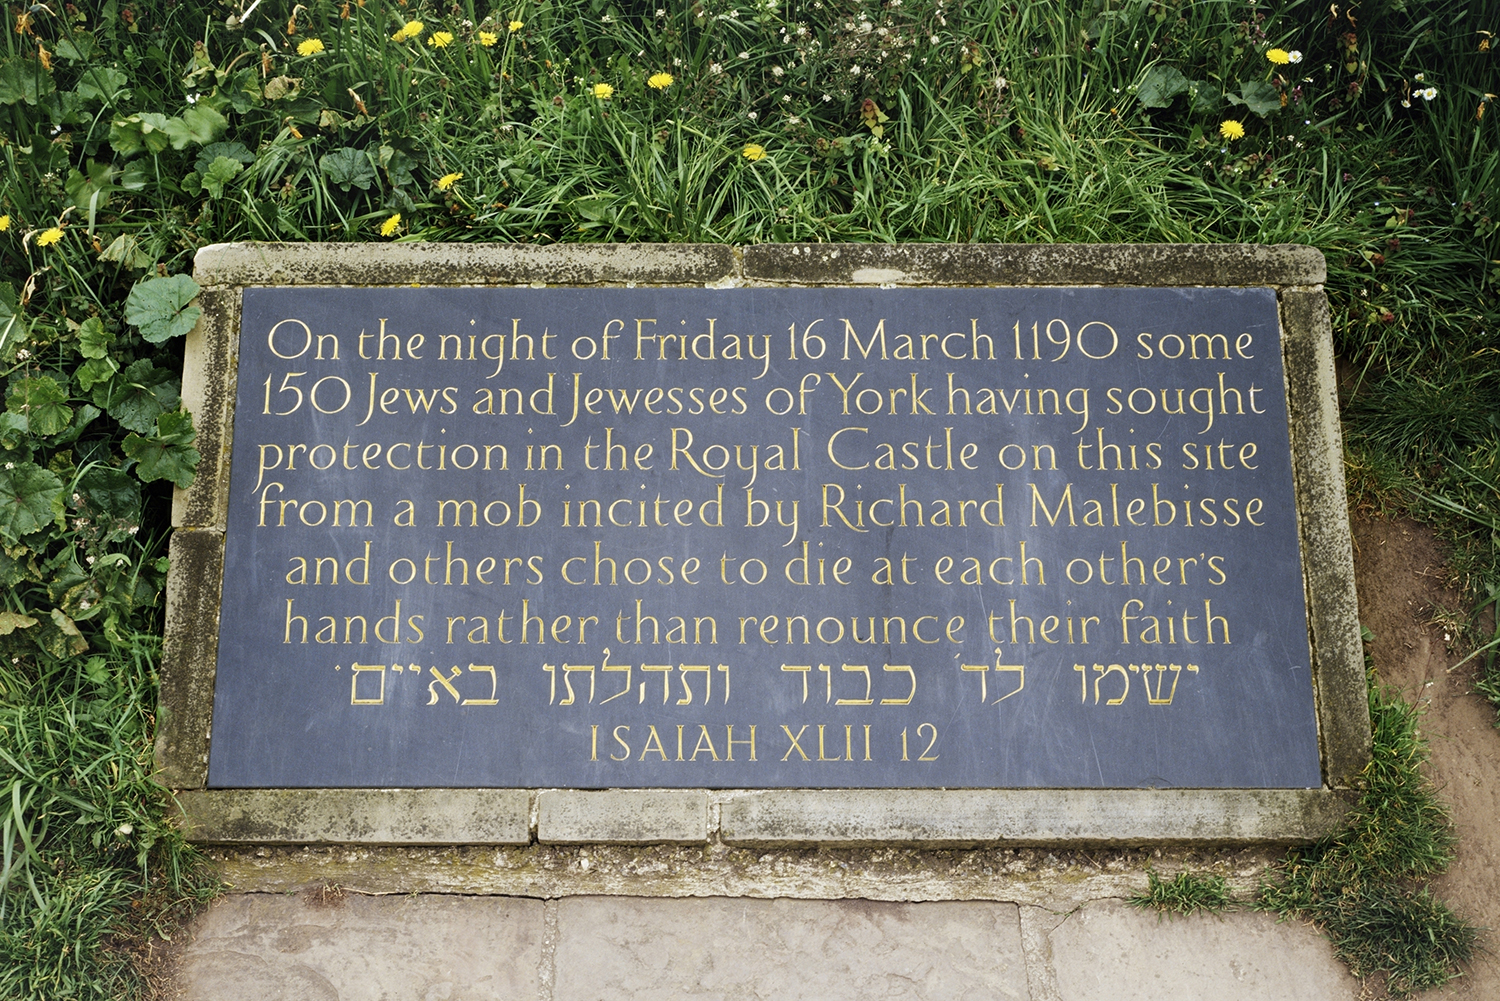 On the night of Friday 16 March 1190 some
150 Jews and Jewesses of York having sought
protection in the Royal Castle on this site
from a mob incited by Richard Malebisse
and others chose to die at each other's
hands rather than renounce their faith
ישימו לד׳ כבוד ותהלתו באיים·
ISAIAH XLII 12